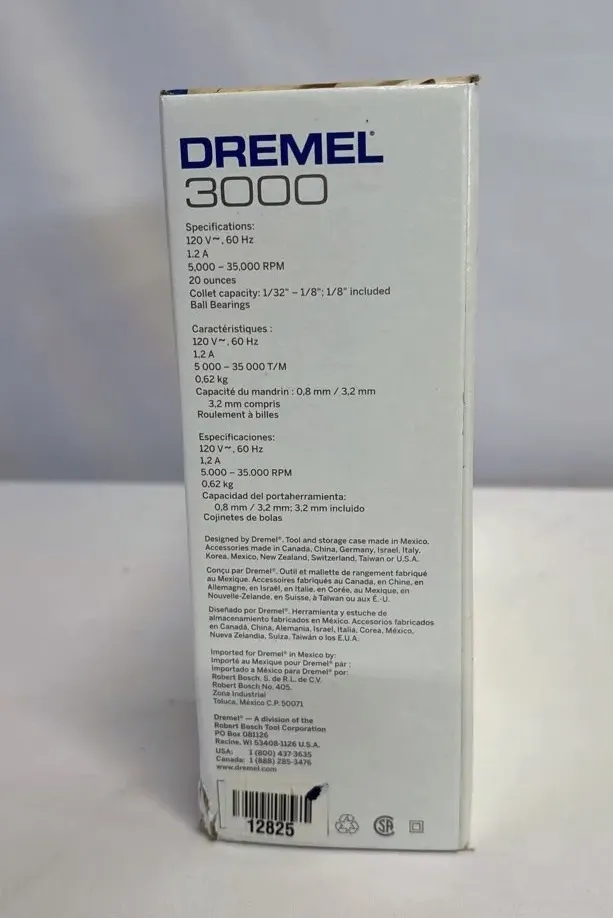 DREMEL®
3000
Specifications:
120 V~, 60 Hz
1.2 A
5,000 – 35,000 RPM
20 ounces
Collet capacity: 1/32" – 1/8"; 1/8" included
Ball Bearings
Caractéristiques :
120 V~, 60 Hz
1,2 A
5 000 – 35 000 T/M
0,62 kg
Capacité du mandrin : 0,8 mm / 3,2 mm
3,2 mm compris
Roulement à billes
Especificaciones:
120 V~, 60 Hz
1,2 A
5.000 – 35.000 RPM
0,62 kg
Capacidad del portaherramienta:
0,8 mm / 3,2 mm; 3,2 mm incluido
Cojinetes de bolas
Designed by Dremel®. Tool and storage case made in Mexico.
Accessories made in Canada, China, Germany, Israel, Italy,
Korea, Mexico, New Zealand, Switzerland, Taiwan or U.S.A.
Conçu par Dremel®. Outil et mallette de rangement fabriqué
au Mexique. Accessoires fabriqués au Canada, en Chine, en
Allemagne, en Israël, en Italie, en Corée, au Mexique, en
Nouvelle-Zelande, en Suisse, à Taiwan ou aux É.-U.
Diseñado por Dremel®. Herramienta y estuche de
almacenamiento fabricados en México. Accesorios fabricados
en Canadá, China, Alemania, Israel, Italia, Corea, México,
Nueva Zelandia, Suiza, Taiwán o los E.U.A.
Imported for Dremel® in Mexico by:
Importé au Mexique pour Dremel® par :
Importado a México para Dremel® por:
Robert Bosch, S. de R.L. de C.V.
Robert Bosch No. 405,
Zona Industrial
Toluca, México C.P. 50071
Dremel® — A division of the
Robert Bosch Tool Corporation
PO Box 081126
Racine, WI 53408-1126 U.S.A.
USA: 1 (800) 437-3635
Canada: 1 (888) 285-3476
www.dremel.com
12825